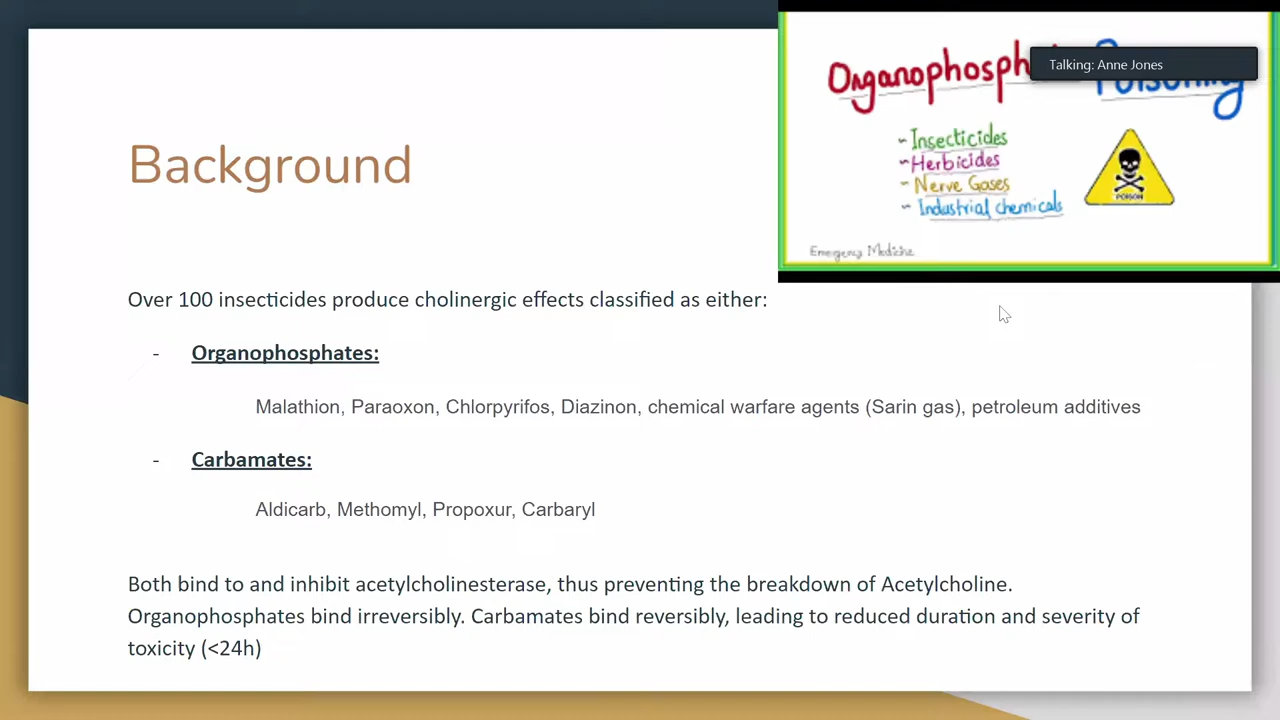 Organophosph Poisoning
Talking: Anne Jones
- Insecticides
- Herbicides
- Nerve Gases
- Industrial chemicals
POISON
Emergency Medicine
Background
Over 100 insecticides produce cholinergic effects classified as either:
- Organophosphates:
Malathion, Paraoxon, Chlorpyrifos, Diazinon, chemical warfare agents (Sarin gas), petroleum additives
- Carbamates:
Aldicarb, Methomyl, Propoxur, Carbaryl
Both bind to and inhibit acetylcholinesterase, thus preventing the breakdown of Acetylcholine.
Organophosphates bind irreversibly. Carbamates bind reversibly, leading to reduced duration and severity of
toxicity (<24h)